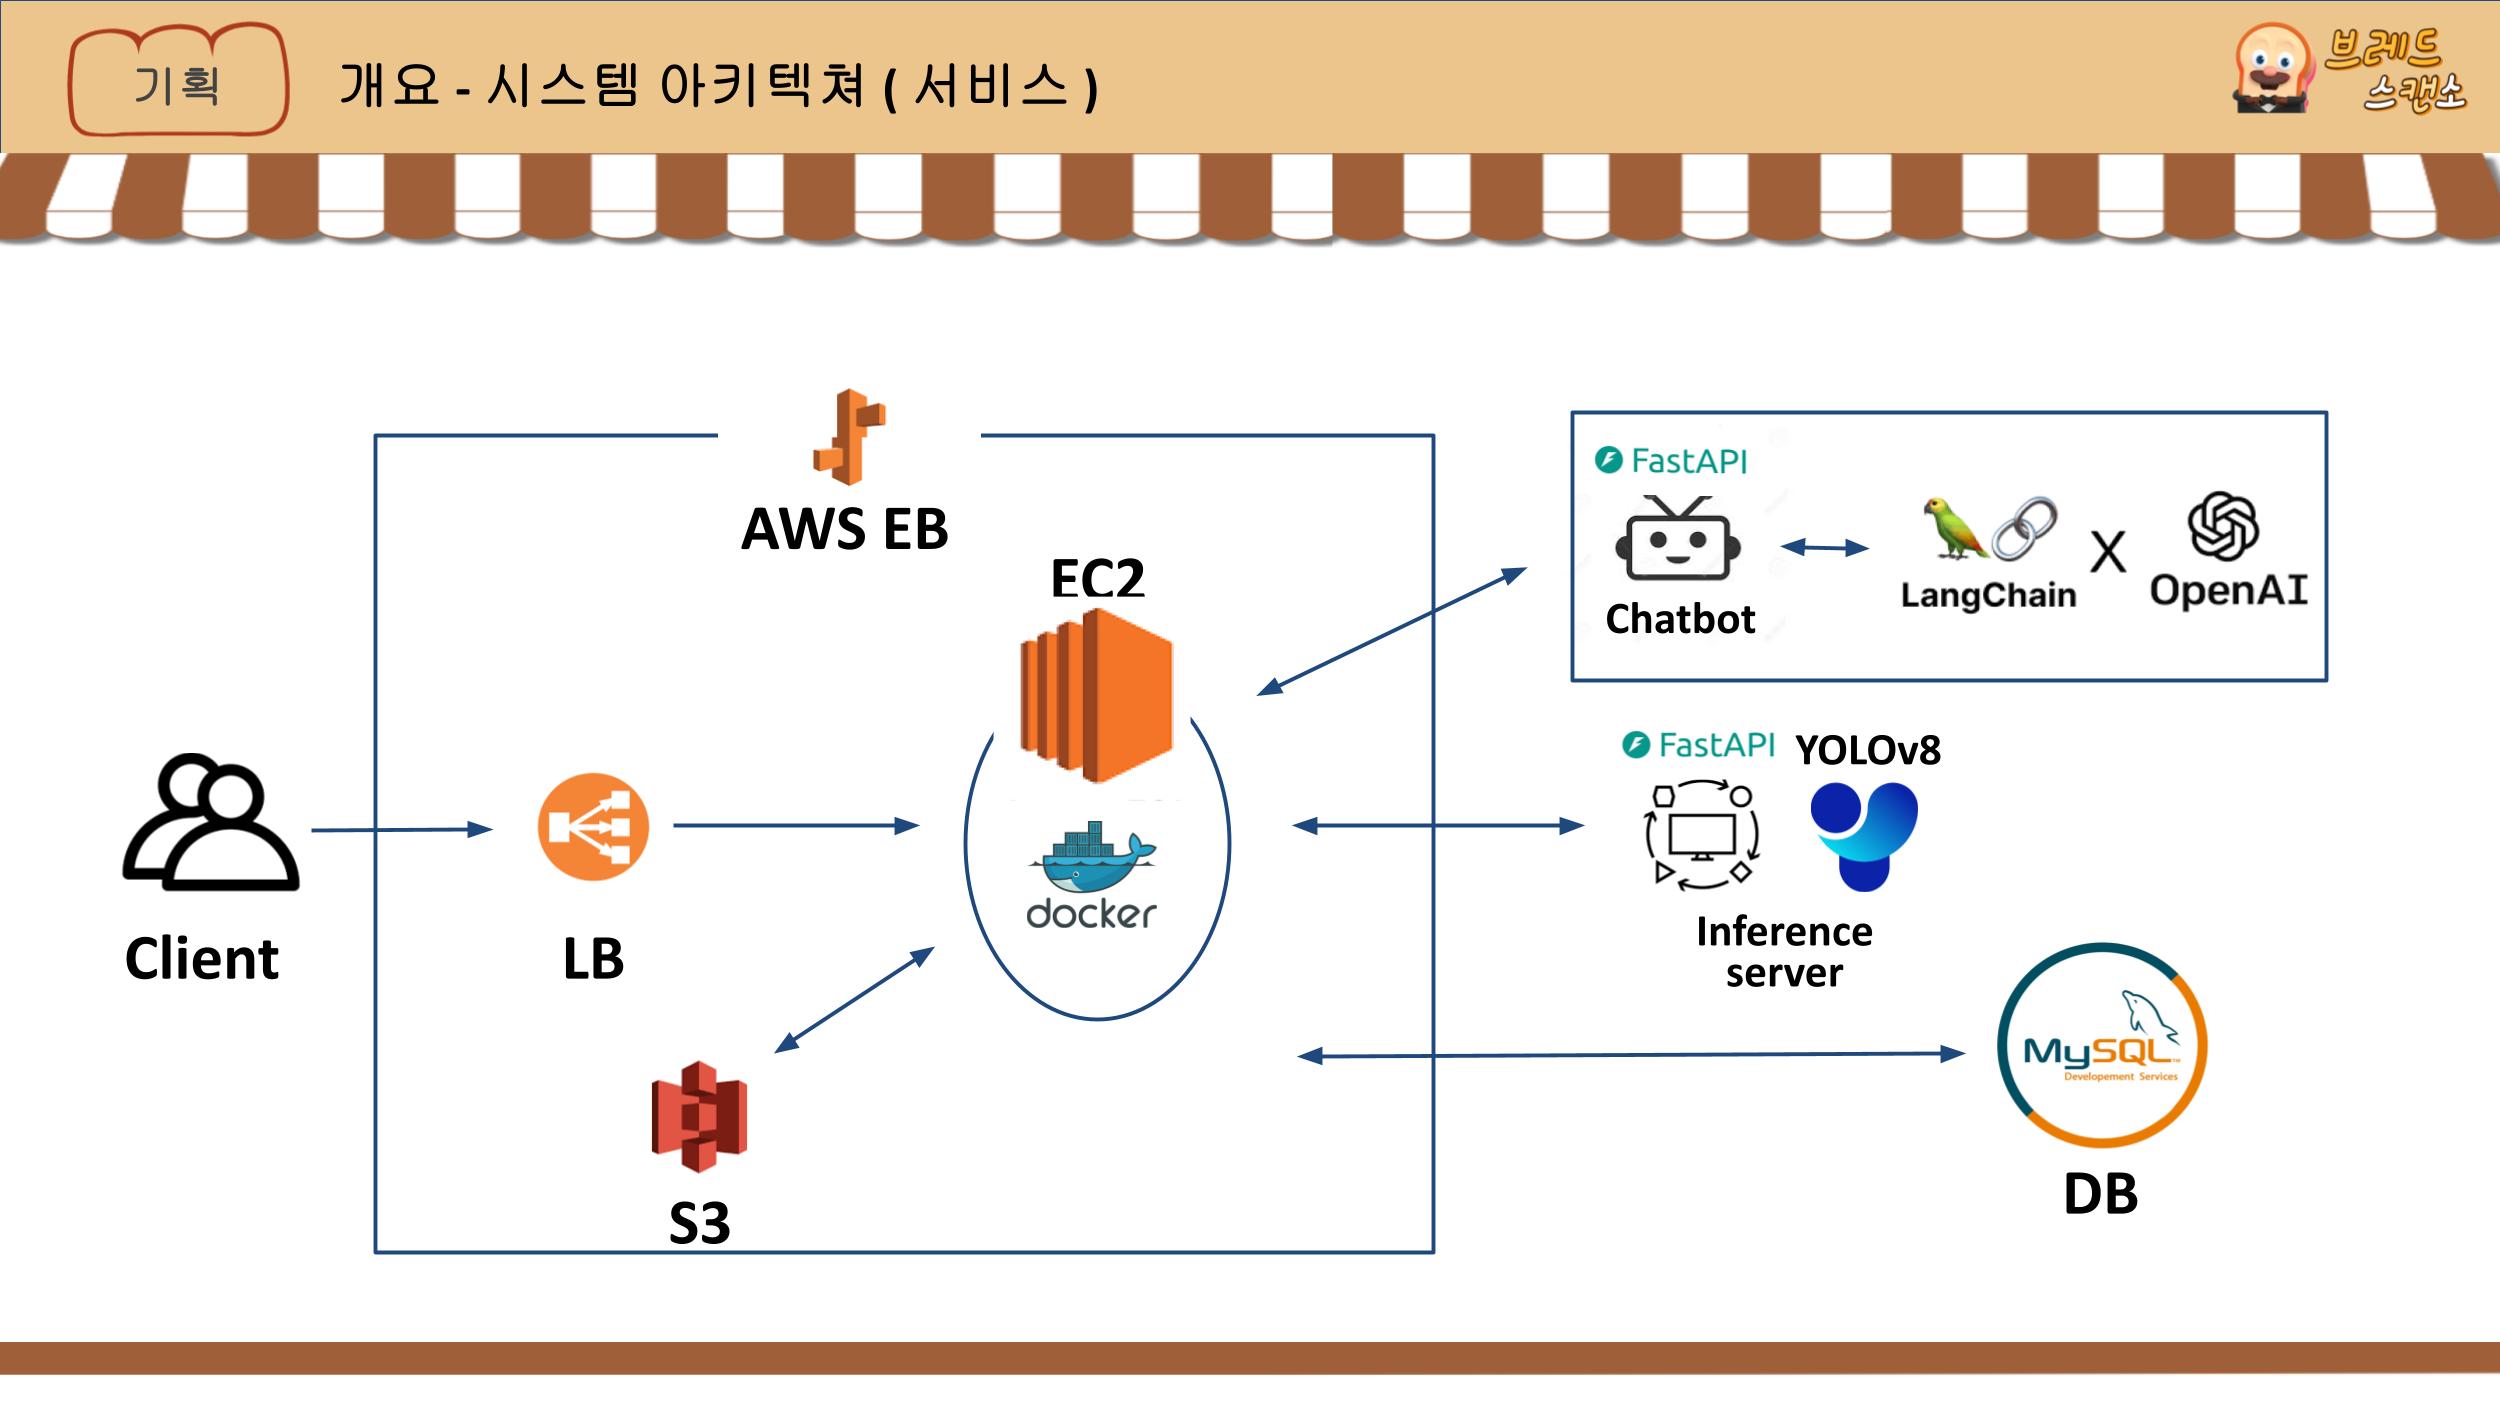 기획
개요 - 시스템 아키텍쳐 (서비스)
브레드
스캔소
AWS EB
EC2
FastAPI
Chatbot
LangChain
X
OpenAI
FastAPI
YOLOv8
docker
Client
LB
Inference
server
MySQL™
Developement Services
S3
DB